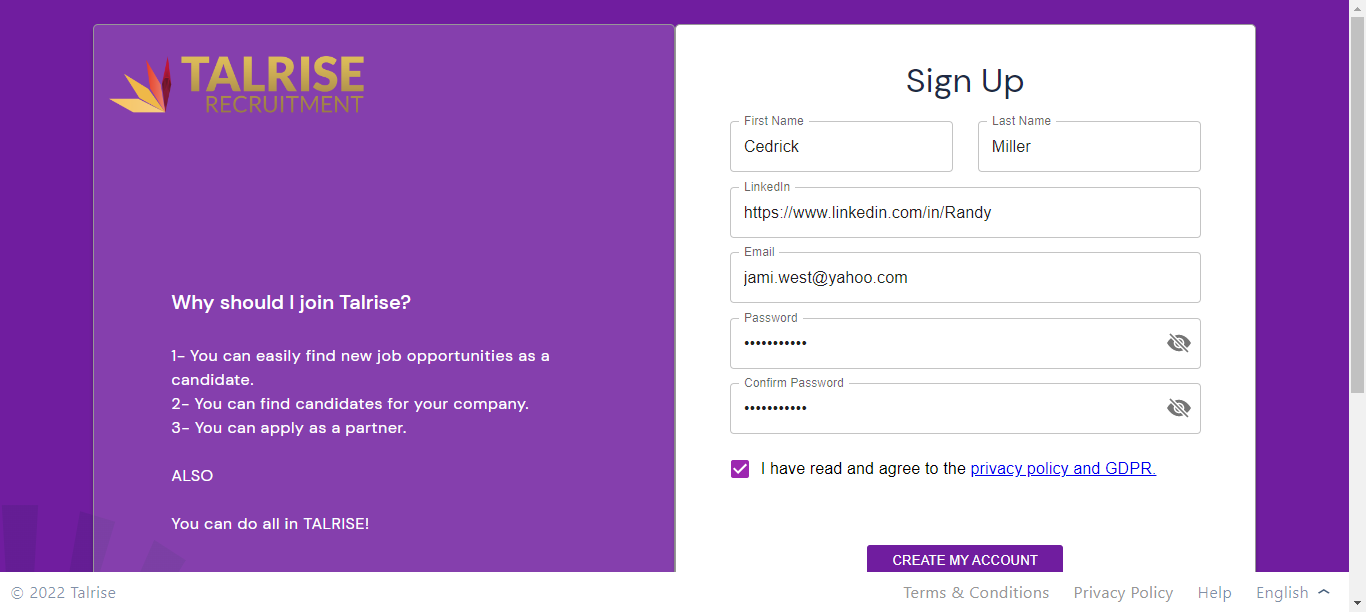 TALRISE
RECRUITMENT
Why should I join Talrise?
1- You can easily find new job opportunities as a
candidate.
2- You can find candidates for your company.
3- You can apply as a partner.
ALSO
You can do all in TALRISE!
Sign Up
First Name
Cedrick
Last Name
Miller
LinkedIn
https://www.linkedin.com/in/Randy
Email
jami.west@yahoo.com
Password
•••••••••••
Confirm Password
•••••••••••
I have read and agree to the privacy policy and GDPR.
CREATE MY ACCOUNT
© 2022 Talrise
Terms & Conditions
Privacy Policy
Help
English